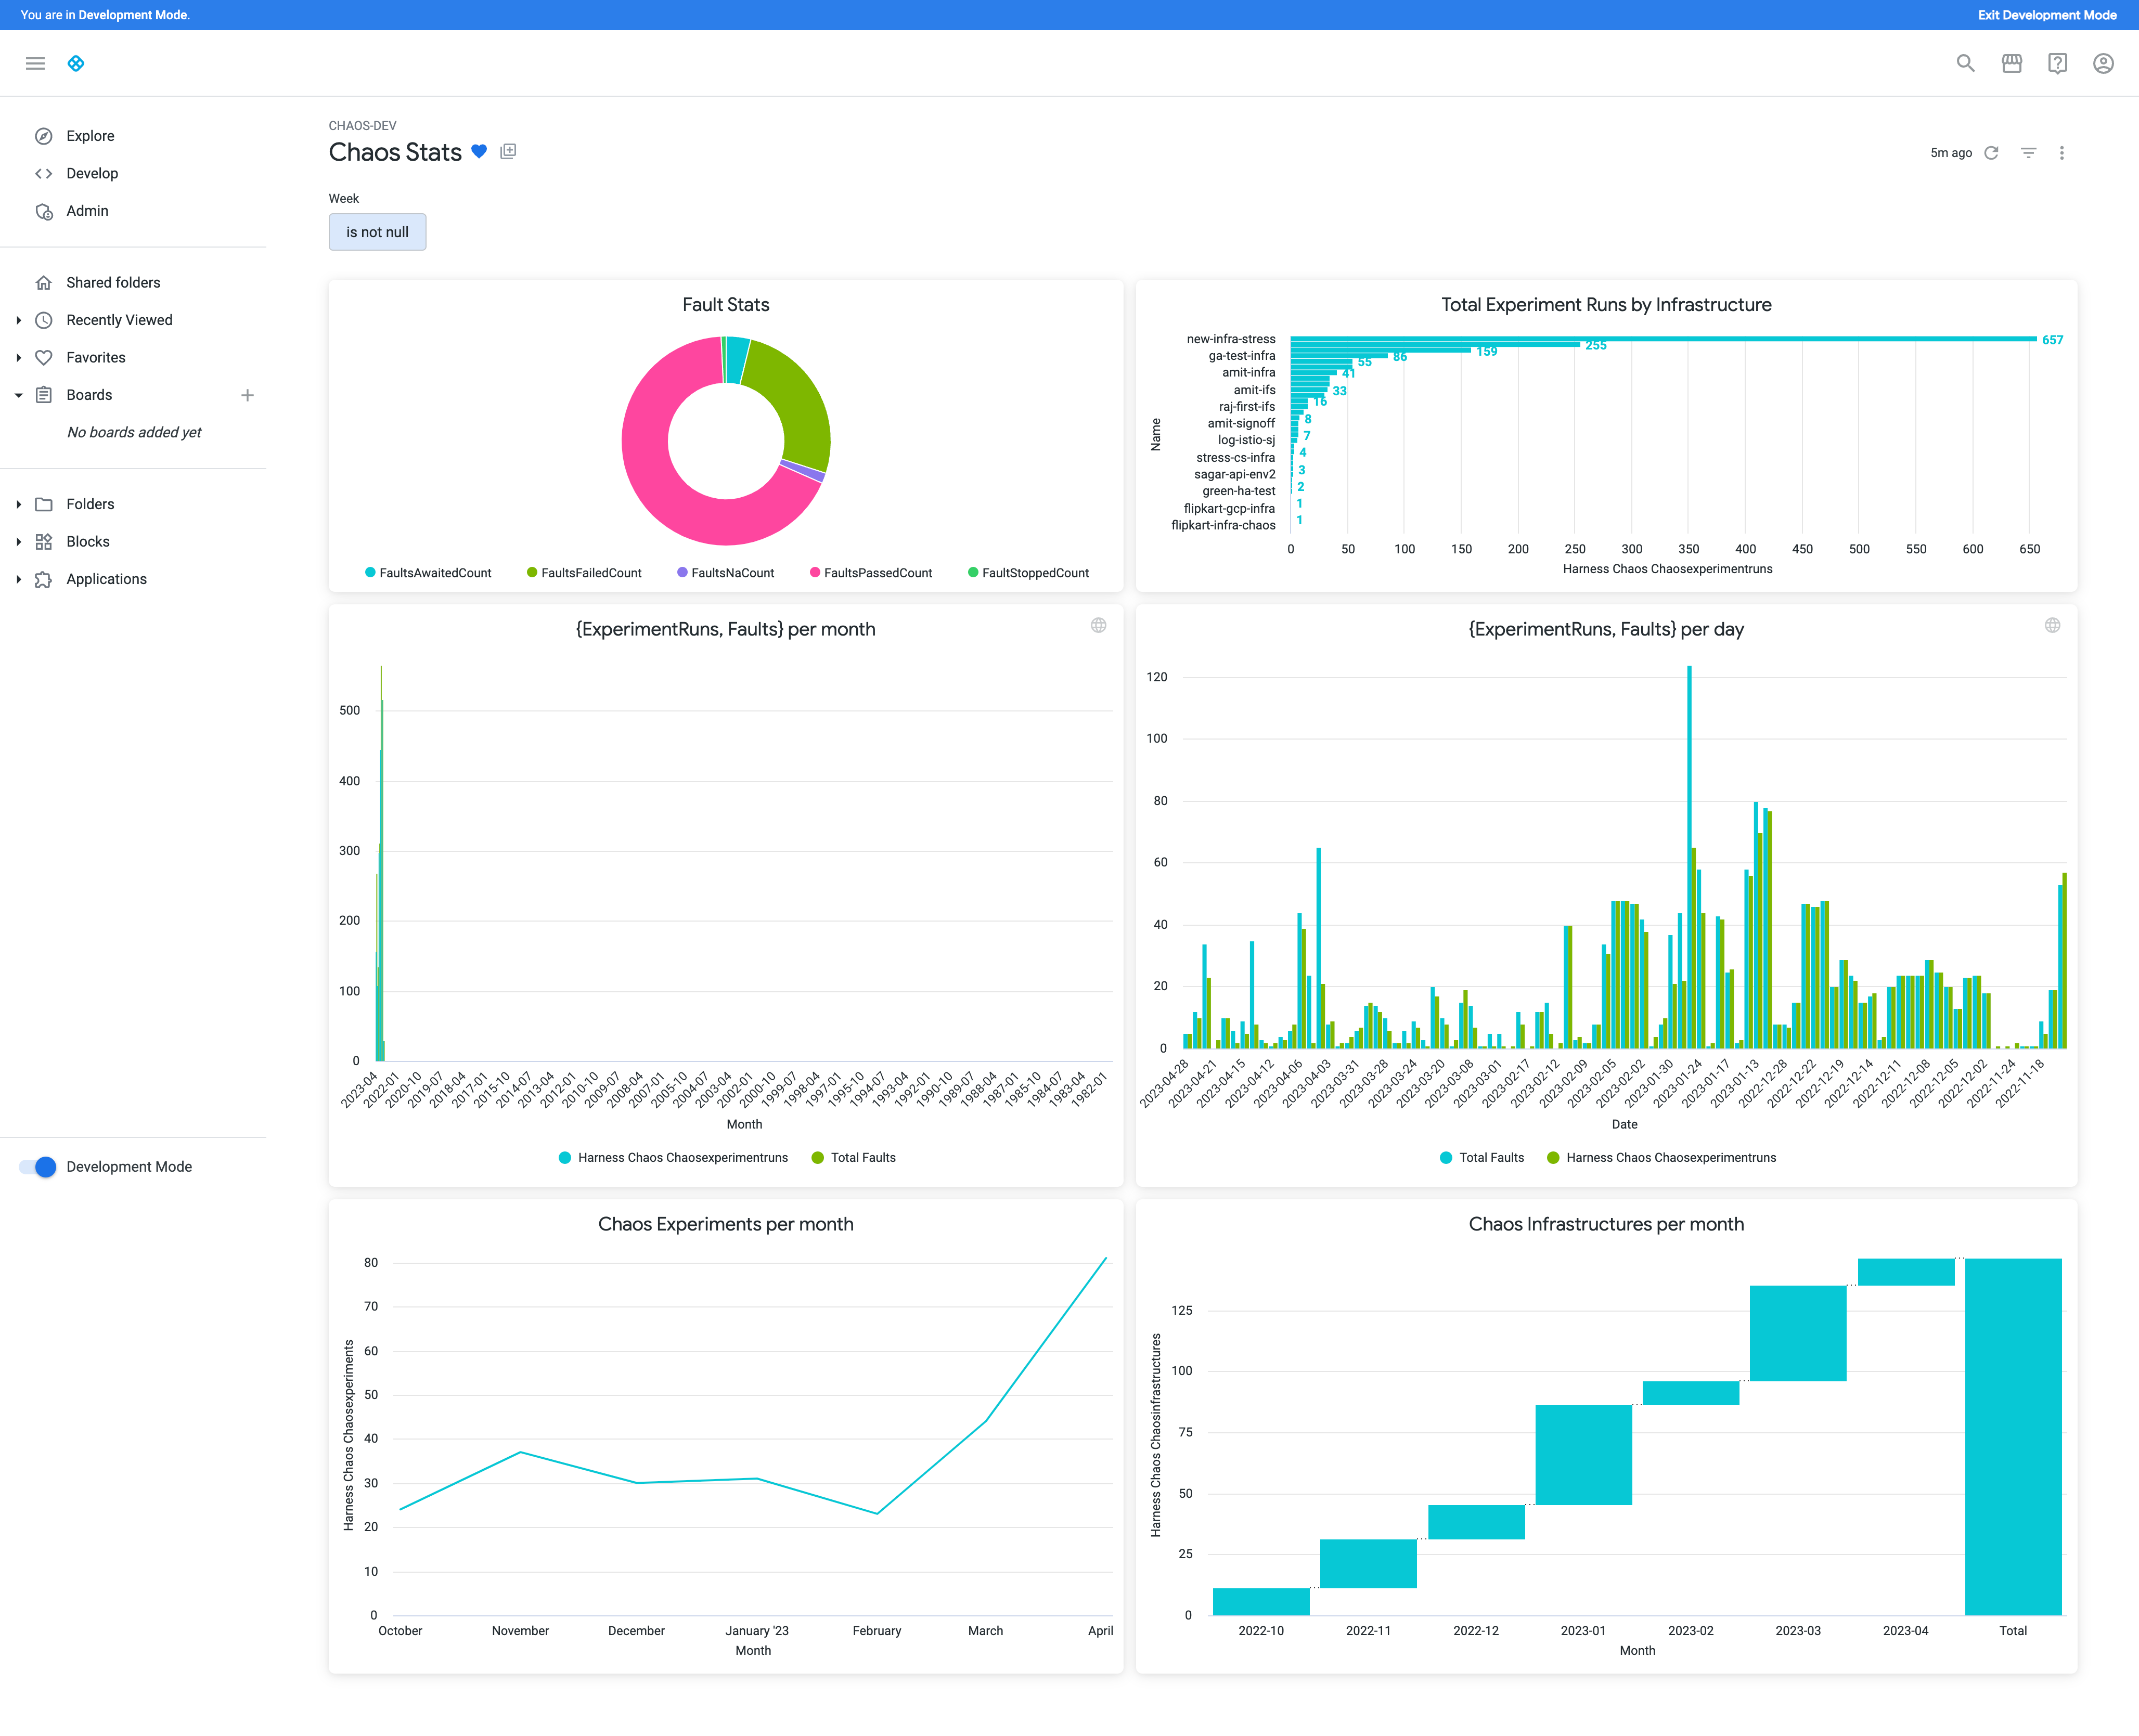 You are in Development Mode.
Exit Development Mode
Explore
Develop
Admin
Shared folders
Recently Viewed
Favorites
Boards
No boards added yet
Folders
Blocks
Applications
Development Mode
CHAOS-DEV
Chaos Stats
5m ago
Week
is not null
Fault Stats
FaultsAwaitedCount FaultsFailedCount FaultsNaCount FaultsPassedCount FaultStoppedCount
Total Experiment Runs by Infrastructure
Name
new-infra-stress
ga-test-infra
amit-infra
amit-ifs
raj-first-ifs
amit-signoff
log-istio-sj
stress-cs-infra
sagar-api-env2
green-ha-test
flipkart-gcp-infra
flipkart-infra-chaos
657
255
159
86
55
41
33
16
8
7
4
3
2
1
1
0 50 100 150 200 250 300 350 400 450 500 550 600 650
Harness Chaos Chaosexperimentruns
{ExperimentRuns, Faults} per month
500
400
300
200
100
0
2023-04 2022-01 2020-10 2019-07 2018-04 2017-01 2015-10 2014-07 2013-04 2012-01 2010-10 2009-07 2008-04 2007-01 2005-10 2004-07 2003-04 2002-01 2000-10 1999-07 1998-04 1997-01 1995-10 1994-07 1993-04 1992-01 1990-10 1989-07 1988-04 1987-01 1985-10 1984-07 1983-04 1982-01
Month
Harness Chaos Chaosexperimentruns Total Faults
{ExperimentRuns, Faults} per day
120
100
80
60
40
20
0
2023-04-28 2023-04-21 2023-04-15 2023-04-12 2023-04-06 2023-04-03 2023-03-31 2023-03-28 2023-03-24 2023-03-20 2023-03-08 2023-03-01 2023-02-17 2023-02-12 2023-02-09 2023-02-05 2023-02-02 2023-01-30 2023-01-24 2023-01-17 2023-01-13 2022-12-28 2022-12-22 2022-12-19 2022-12-14 2022-12-11 2022-12-08 2022-12-05 2022-12-02 2022-11-24 2022-11-18
Date
Total Faults Harness Chaos Chaosexperimentruns
Chaos Experiments per month
Harness Chaos Chaosexperiments
80
70
60
50
40
30
20
10
0
October November December January '23 February March April
Month
Chaos Infrastructures per month
Harness Chaos Chaosinfrastructures
125
100
75
50
25
0
2022-10 2022-11 2022-12 2023-01 2023-02 2023-03 2023-04 Total
Month